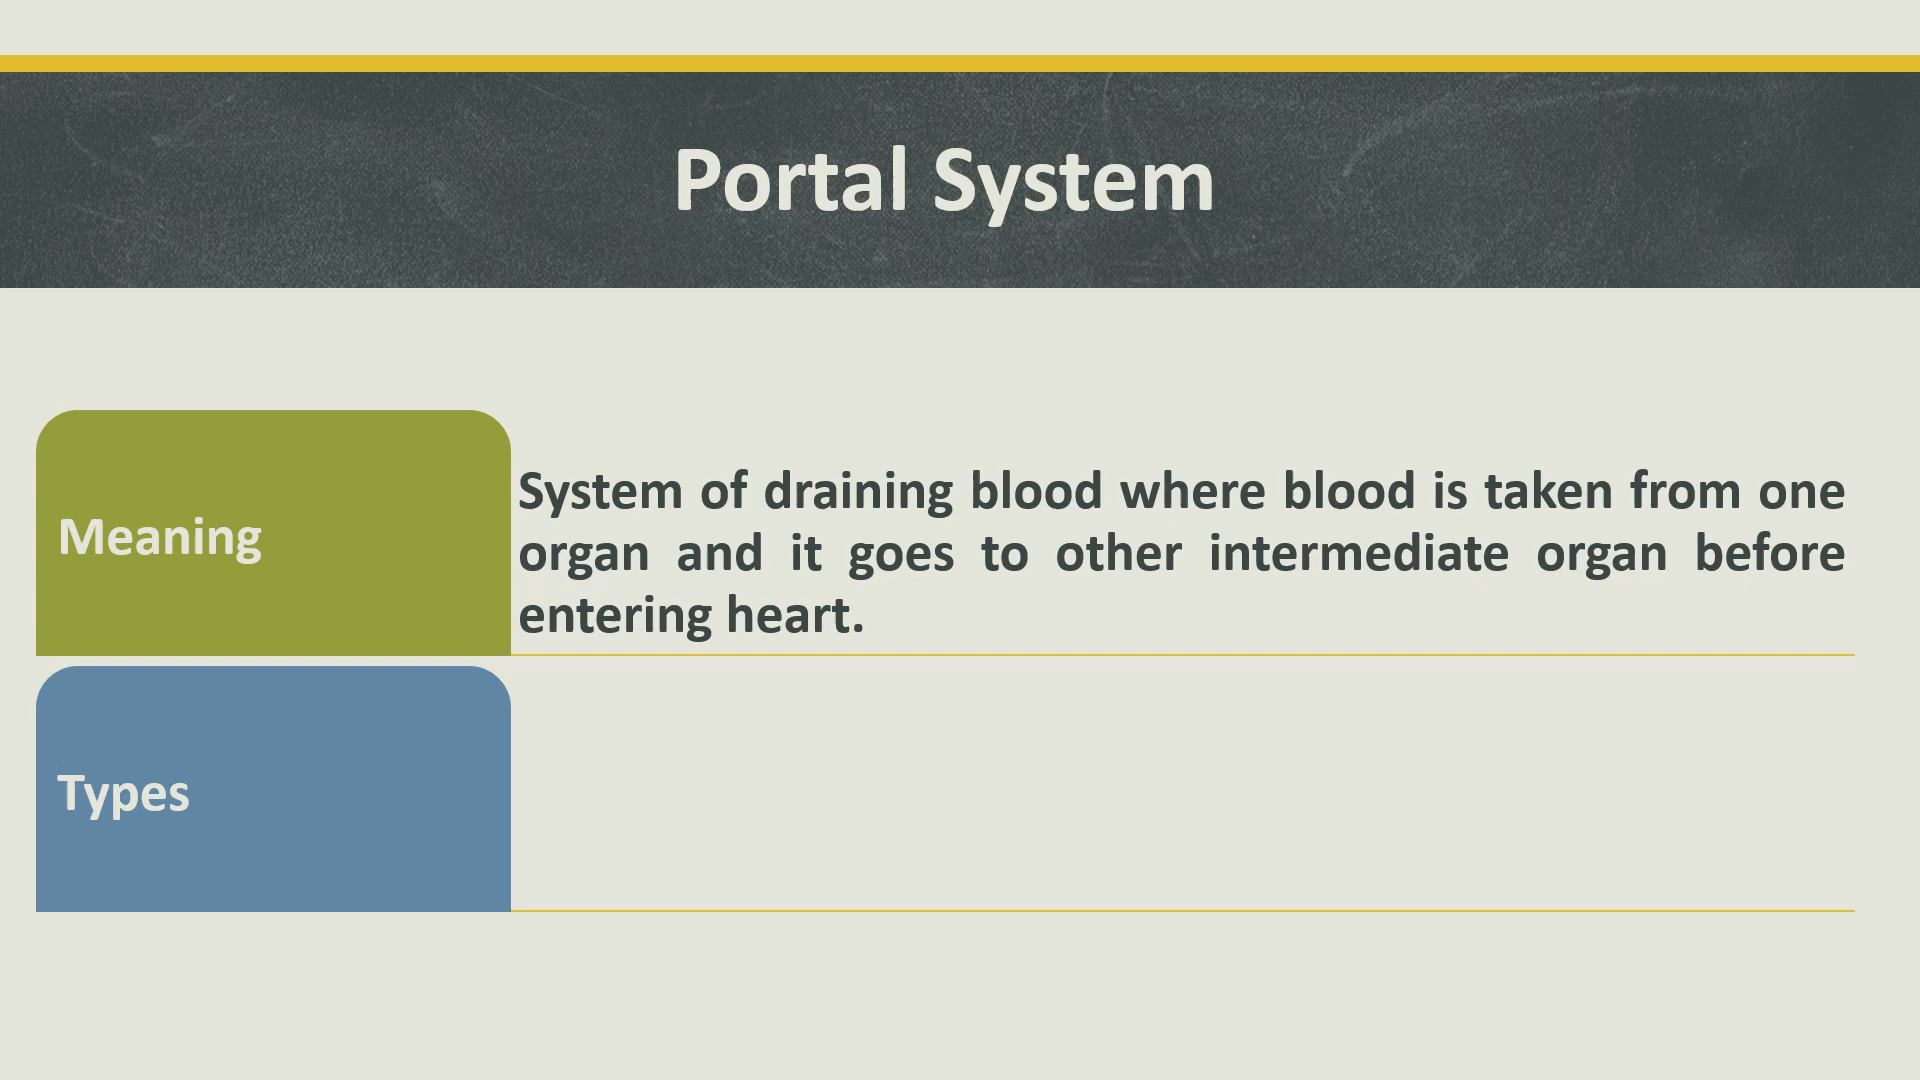 Portal System
Meaning
System of draining blood where blood is taken from one
organ and it goes to other intermediate organ before
entering heart.
Types